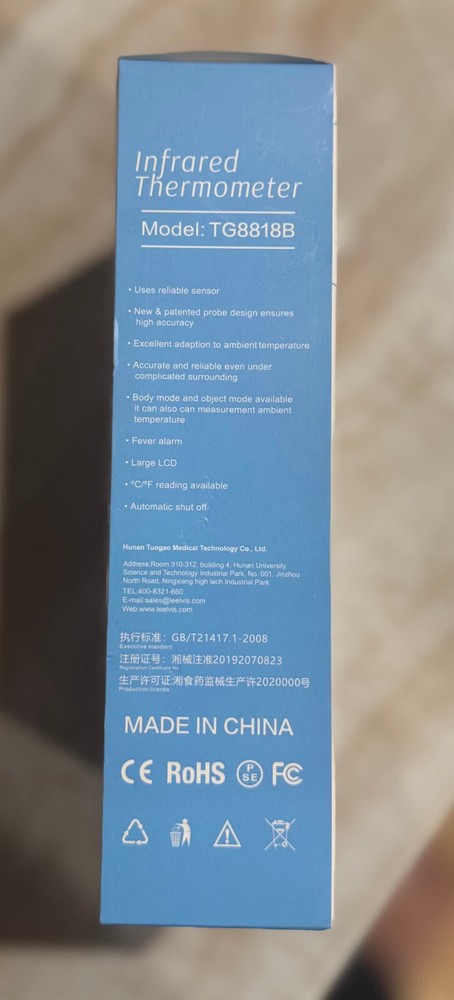 Infrared
Thermometer
Model: TG8818B
• Uses reliable sensor
• New & patented probe design ensures
high accuracy
• Excellent adaption to ambient temperature
• Accurate and reliable even under
complicated surrounding
• Body mode and object mode available
it can also can measurement ambient
temperature
• Fever alarm
• Large LCD
• °C/°F reading available
• Automatic shut off
Hunan Tuogao Medical Technology Co., Ltd.
Address:Room 310-312, building 4, Hunan University
Science and Technology Industrial Park, No. 001, Jinzhou
North Road, Ningxiang high lach Industrial Park
TEL:400-8321-660
E-mail:sales@leelvis.com
Web:www.leelvis.com
执行标准：GB/T21417.1-2008
Executive standard
注册证号：湘械注准20192070823
Registration Certificate No
生产许可证:湘食药监械生产许2020000号
Production license
MADE IN CHINA
CE RoHS PSE FC